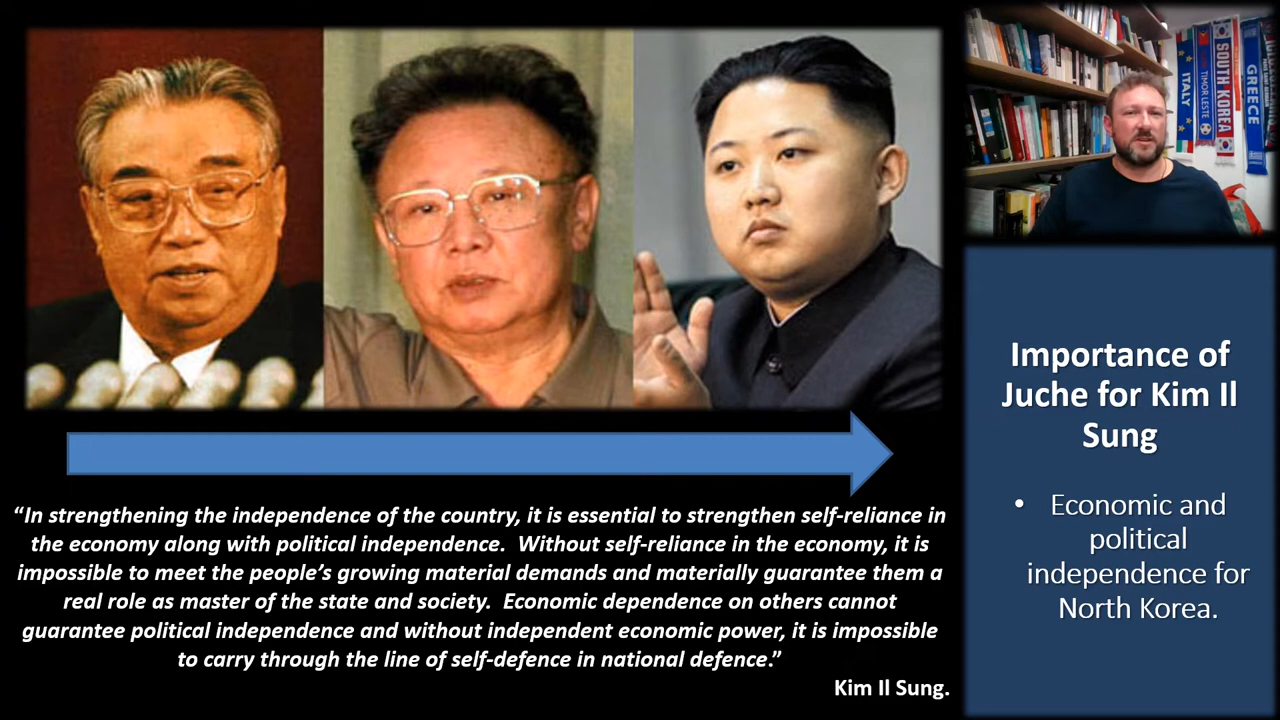 ITALY
TIMOR LESTE
SOUTH KOREA
GREECE
“In strengthening the independence of the country, it is essential to strengthen self-reliance in
the economy along with political independence.  Without self-reliance in the economy, it is
impossible to meet the people’s growing material demands and materially guarantee them a
real role as master of the state and society.  Economic dependence on others cannot
guarantee political independence and without independent economic power, it is impossible
to carry through the line of self-defence in national defence.”
Kim Il Sung.
Importance of
Juche for Kim Il
Sung
• Economic and
political
independence for
North Korea.